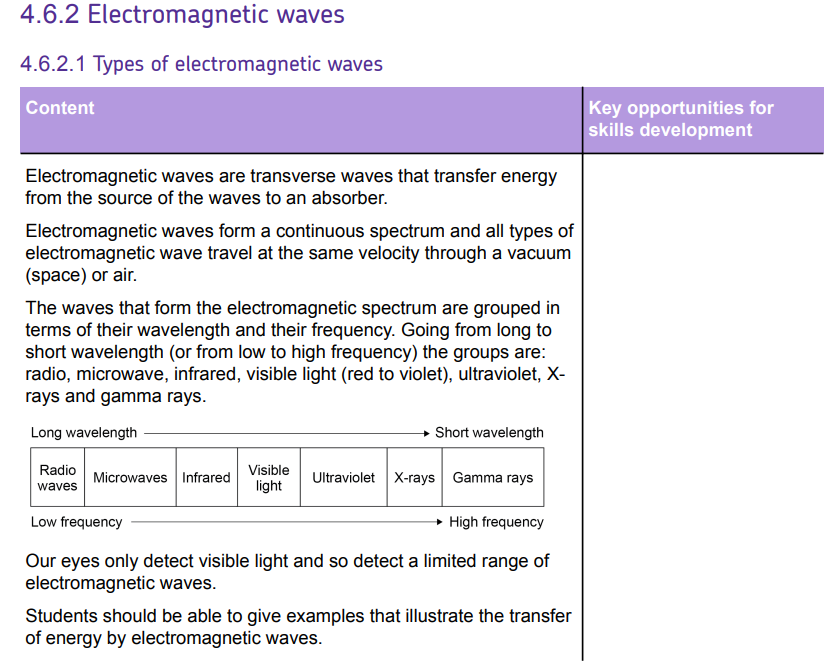 4.6.2 Electromagnetic waves
4.6.2.1 Types of electromagnetic waves
Content
Key opportunities for
skills development
Electromagnetic waves are transverse waves that transfer energy
from the source of the waves to an absorber.
Electromagnetic waves form a continuous spectrum and all types of
electromagnetic wave travel at the same velocity through a vacuum
(space) or air.
The waves that form the electromagnetic spectrum are grouped in
terms of their wavelength and their frequency. Going from long to
short wavelength (or from low to high frequency) the groups are:
radio, microwave, infrared, visible light (red to violet), ultraviolet, X-
rays and gamma rays.
Long wavelength Short wavelength
Radio
waves
Microwaves
Infrared
Visible
light
Ultraviolet
X-rays
Gamma rays
Low frequency High frequency
Our eyes only detect visible light and so detect a limited range of
electromagnetic waves.
Students should be able to give examples that illustrate the transfer
of energy by electromagnetic waves.